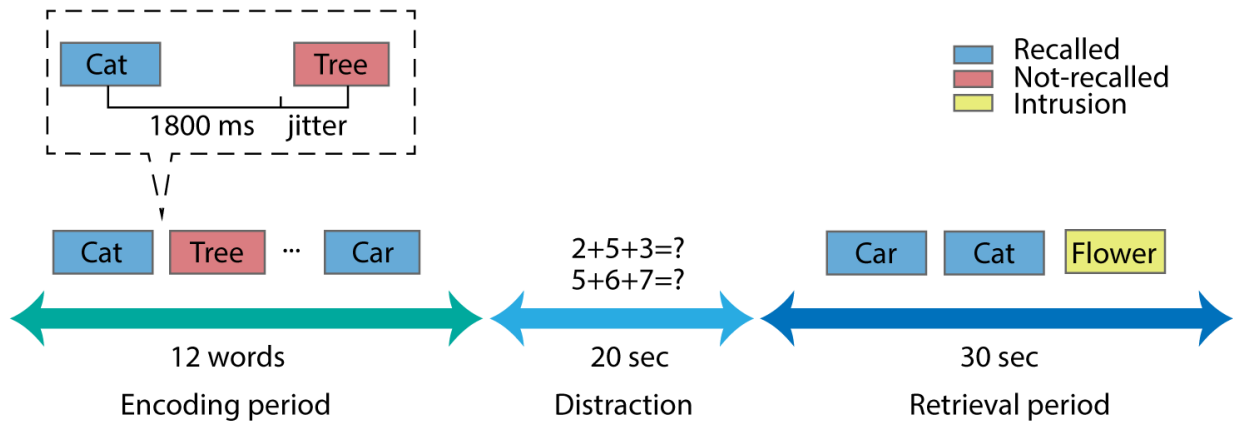 Cat
Tree
1800 ms
jitter
Recalled
Not-recalled
Intrusion
Cat
Tree
...
Car
2+5+3=?
5+6+7=?
Car
Cat
Flower
12 words
20 sec
30 sec
Encoding period
Distraction
Retrieval period